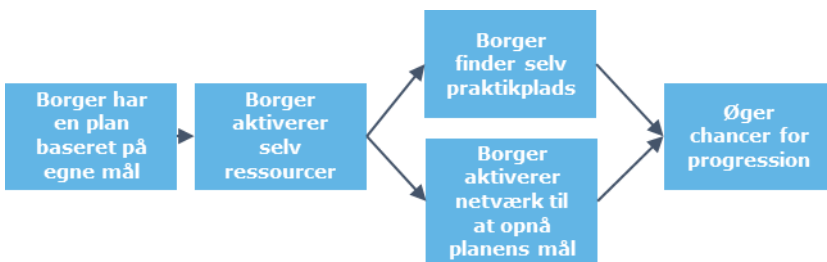 Borger har
en plan
baseret på
egne mål
Borger
aktiverer
selv
ressourcer
Borger
finder selv
praktikplads
Borger
aktiverer
netværk til
at opnå
planens mål
Øger
chancer for
progression